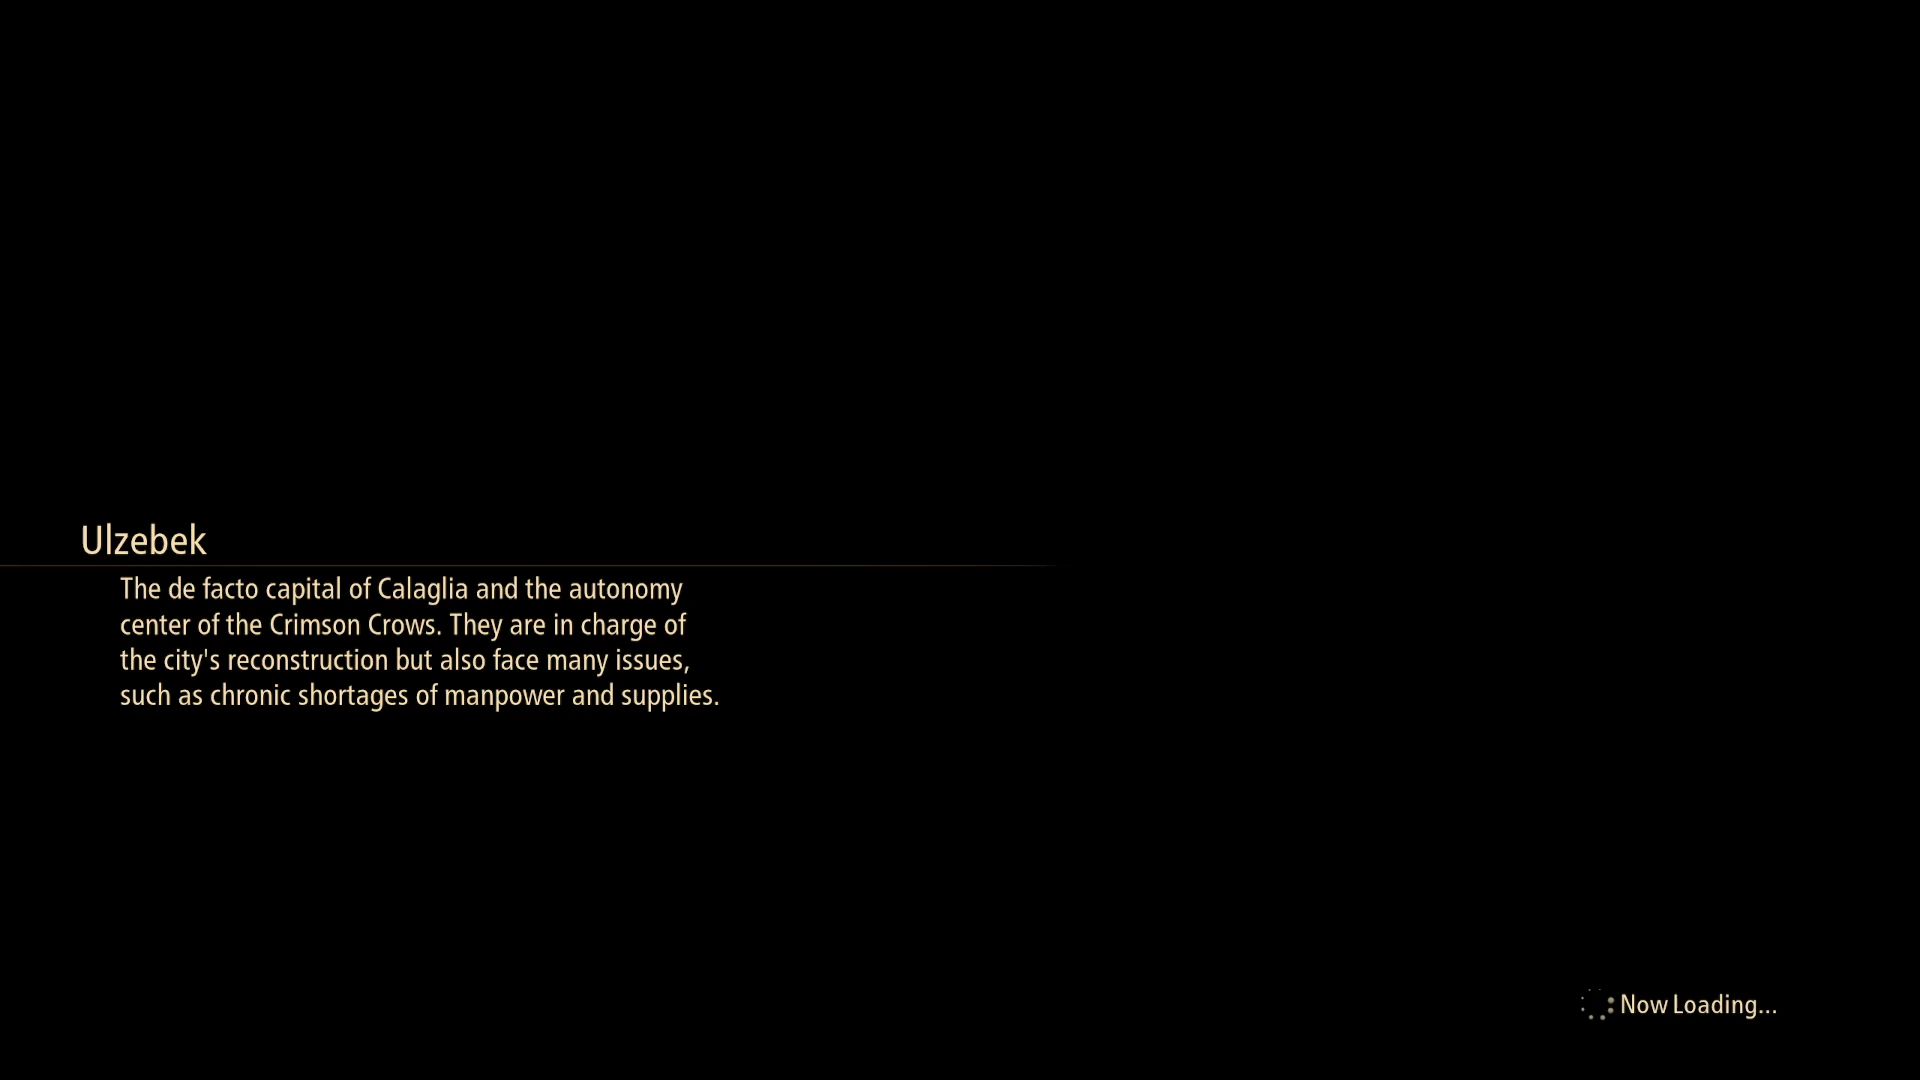 Ulzebek
The de facto capital of Calaglia and the autonomy
center of the Crimson Crows. They are in charge of
the city's reconstruction but also face many issues,
such as chronic shortages of manpower and supplies.
Now Loading...